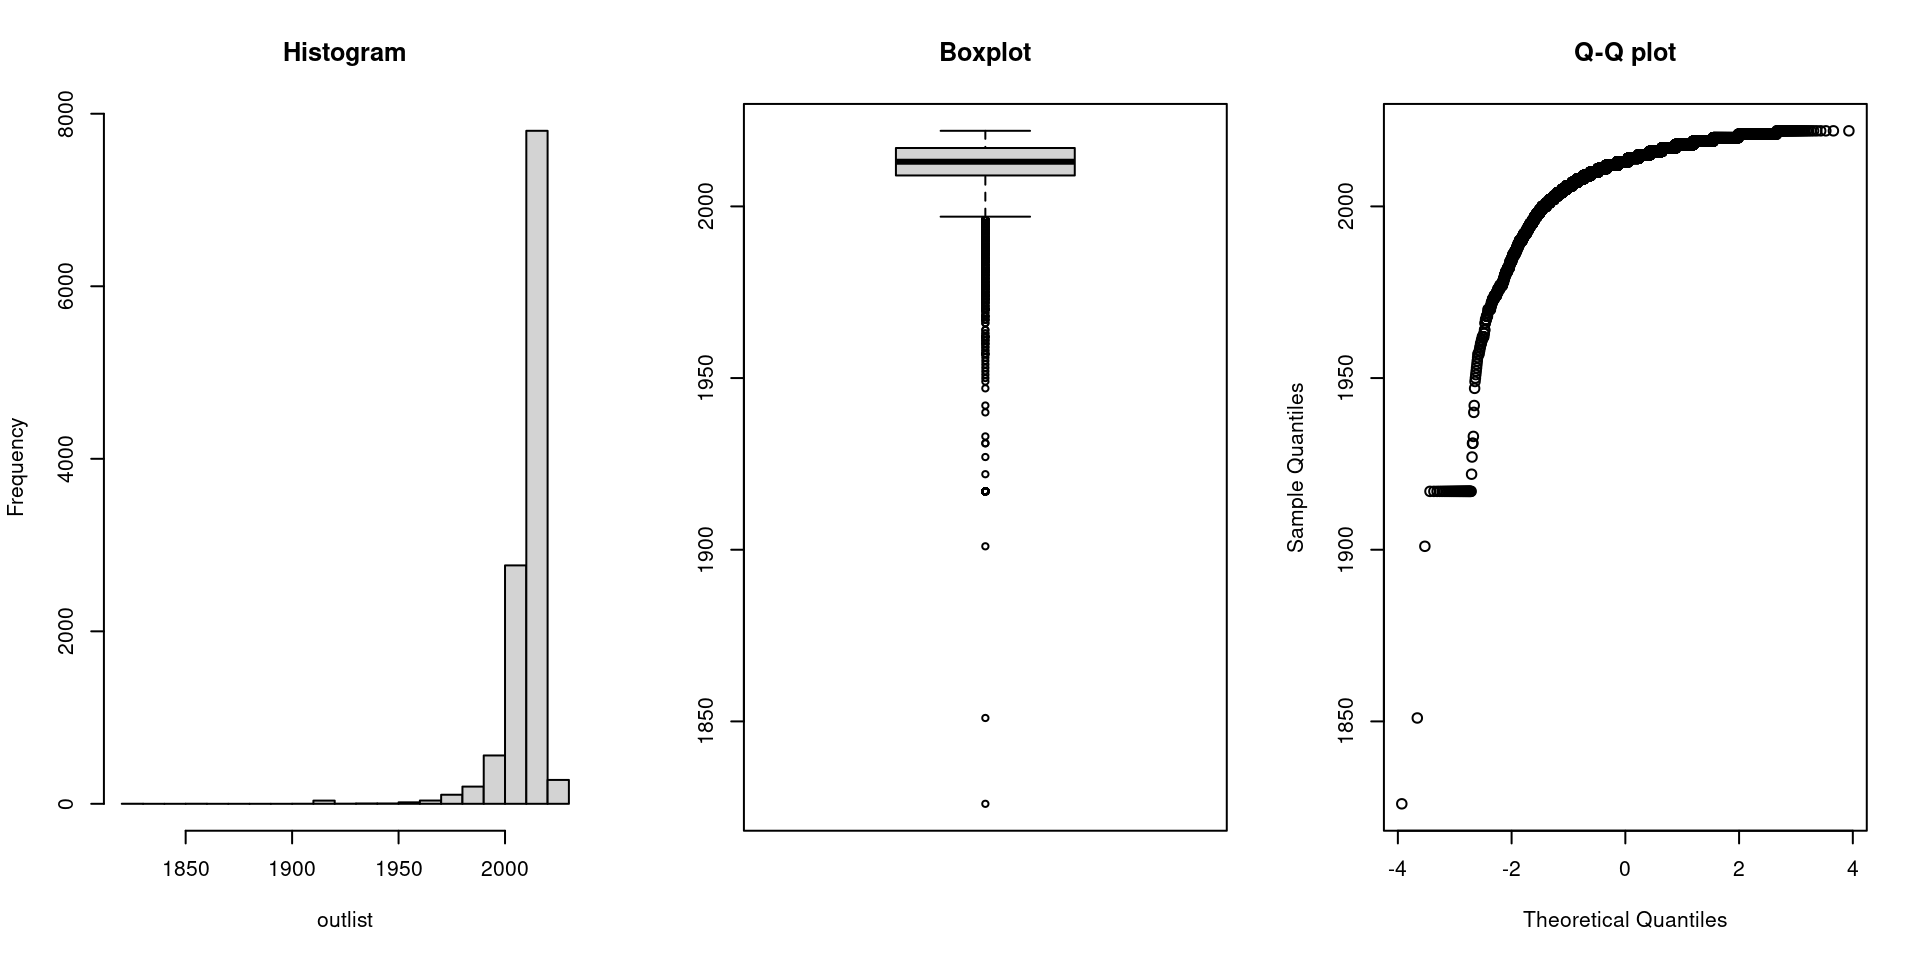 Histogram
Frequency
8000
6000
4000
2000
0
1850 1900 1950 2000
outlist
Boxplot
2000
1950
1900
1850
Q-Q plot
Sample Quantiles
2000
1950
1900
1850
-4 -2 0 2 4
Theoretical Quantiles